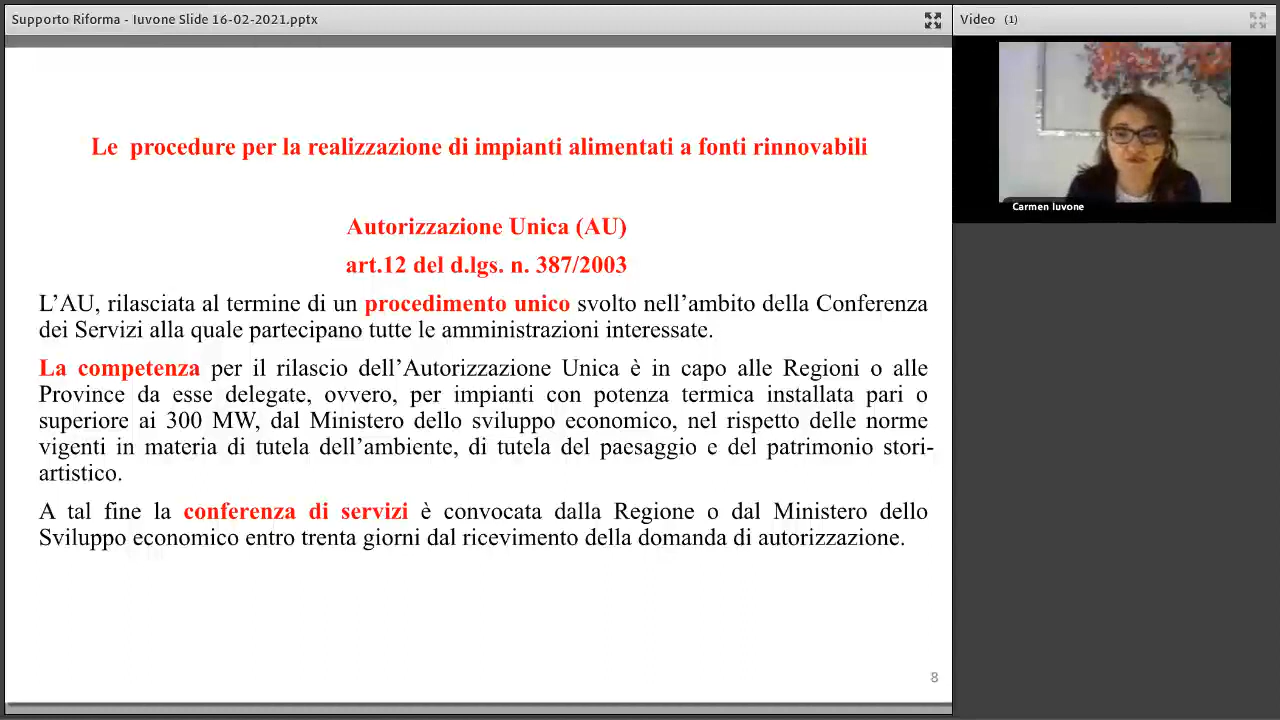 Supporto Riforma - Iuvone Slide 16-02-2021.pptx
Video (1)
Carmen Iuvone
Le procedure per la realizzazione di impianti alimentati a fonti rinnovabili
Autorizzazione Unica (AU)
art.12 del d.lgs. n. 387/2003
L’AU, rilasciata al termine di un procedimento unico svolto nell’ambito della Conferenza
dei Servizi alla quale partecipano tutte le amministrazioni interessate.
La competenza per il rilascio dell’Autorizzazione Unica è in capo alle Regioni o alle
Province da esse delegate, ovvero, per impianti con potenza termica installata pari o
superiore ai 300 MW, dal Ministero dello sviluppo economico, nel rispetto delle norme
vigenti in materia di tutela dell’ambiente, di tutela del paesaggio e del patrimonio stori-
artistico.
A tal fine la conferenza di servizi è convocata dalla Regione o dal Ministero dello
Sviluppo economico entro trenta giorni dal ricevimento della domanda di autorizzazione.
8